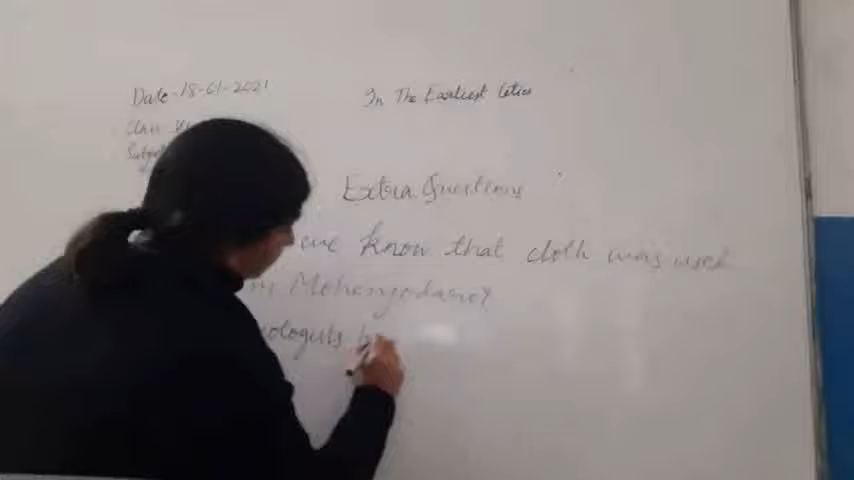 Date-18-01-2021
In The Earliest Cities
Class
Subject
Extra Questions
we know that cloth was used
in Mohenjodaro?